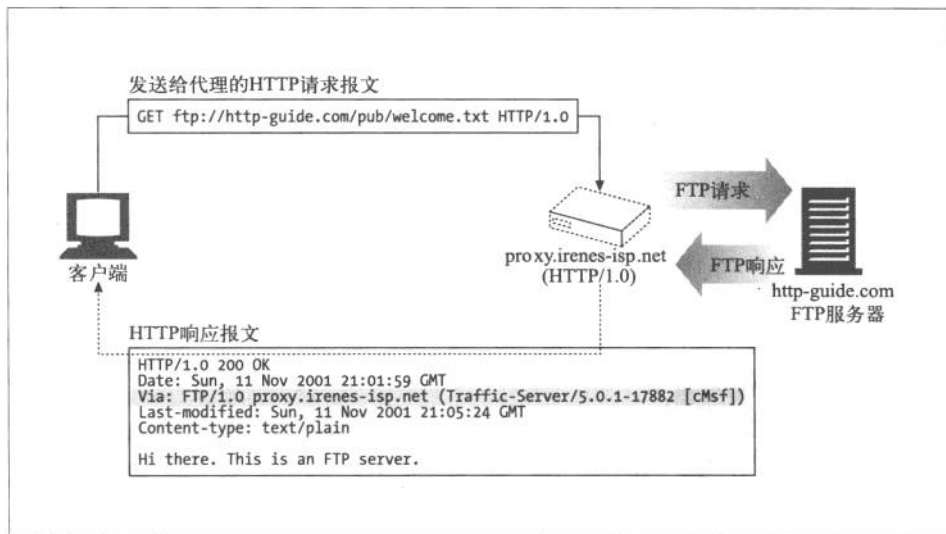 发送给代理的HTTP请求报文
GET ftp://http-guide.com/pub/welcome.txt HTTP/1.0
FTP请求
客户端
proxy.irenes-isp.net
(HTTP/1.0)
FTP响应
http-guide.com
FTP服务器
HTTP响应报文
HTTP/1.0 200 OK
Date: Sun, 11 Nov 2001 21:01:59 GMT
Via: FTP/1.0 proxy.irenes-isp.net (Traffic-Server/5.0.1-17882 [cMsf])
Last-modified: Sun, 11 Nov 2001 21:05:24 GMT
Content-type: text/plain
Hi there. This is an FTP server.